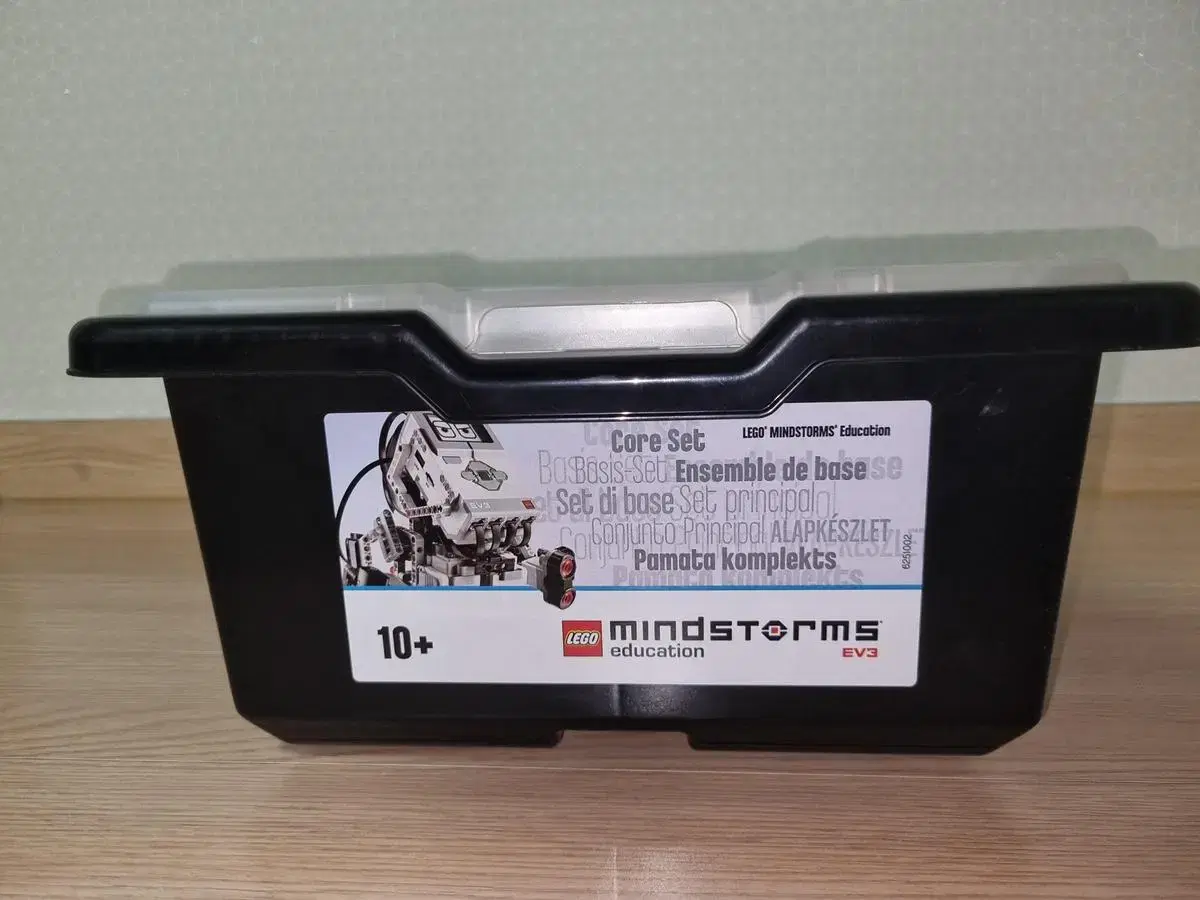 Core Set
LEGO® MINDSTORMS® Education
Basis-Set Ensemble de base
Set di base Set principal
Conjunto Principal ALAPKÉSZLET
Pamata komplekts
6251002
EV3
10+
LEGO mindstorms
education
EV3